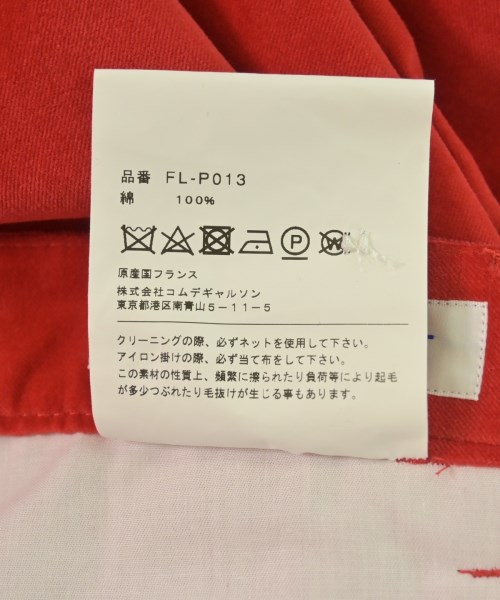 品番 FL-P013
綿 100%
P W
原産国フランス
株式会社コムデギャルソン
東京都港区南青山5-11-5
クリーニングの際、必ずネットを使用して下さい。
アイロン掛けの際、必ず当て布をして下さい。
この素材の性質上、頻繁に擦られたり負荷等により起毛
が多少つぶれたり毛抜けが生じる事もあります。